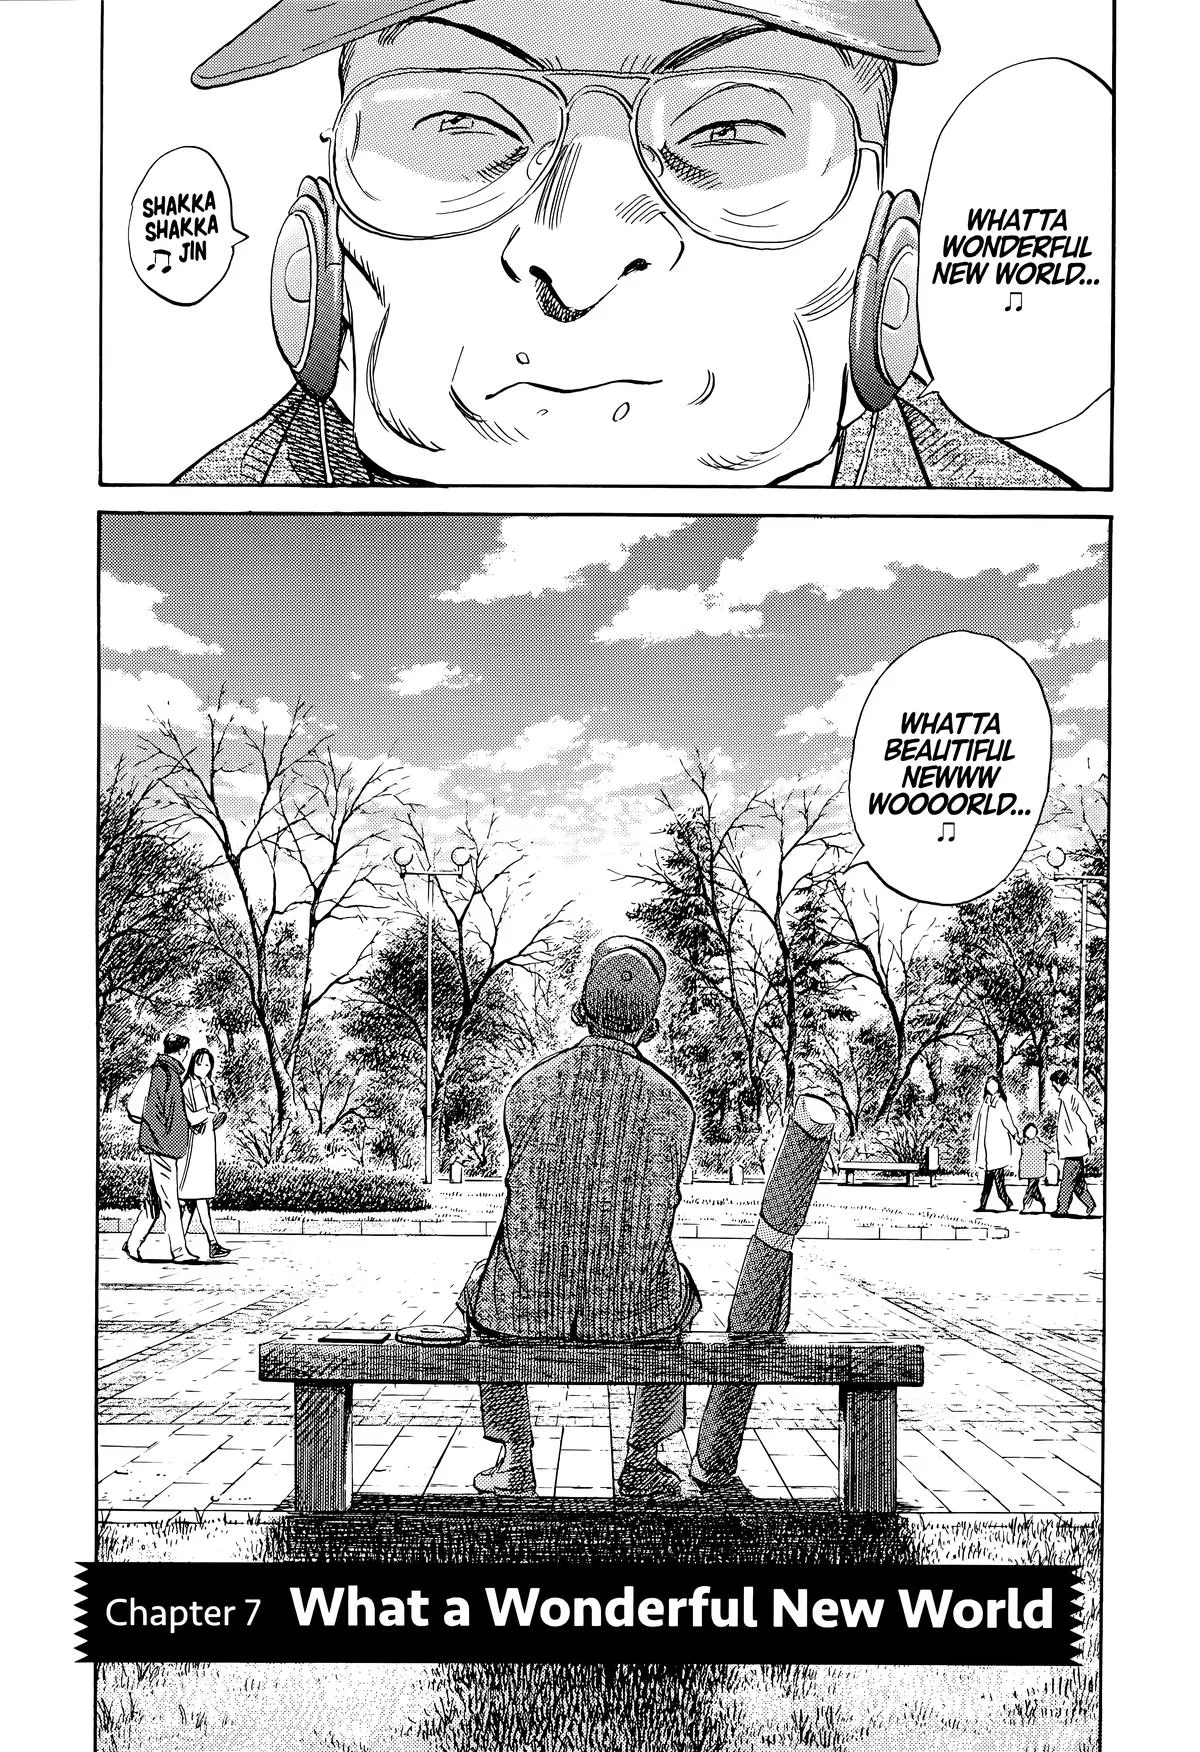 WHATTA
WONDERFUL
NEW WORLD...
♫
SHAKKA
SHAKKA
♫ JIN
WHATTA
BEAUTIFUL
NEWWW
WOOOORLD...
♫
Chapter 7 What a Wonderful New World